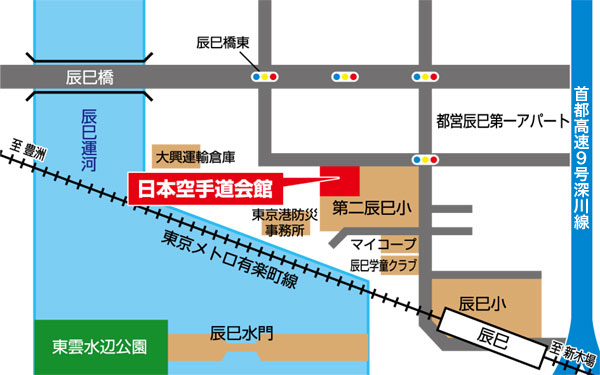 辰巳橋東
辰巳橋
首都高速9号深川線
辰巳運河
都営辰巳第一アパート
至 豊洲
大興運輸倉庫
日本空手道会館
第二辰巳小
東京港防災
事務所
東京メトロ有楽町線
マイコープ
辰巳学童クラブ
辰巳小
辰巳水門
東雲水辺公園
辰巳
至 新木場